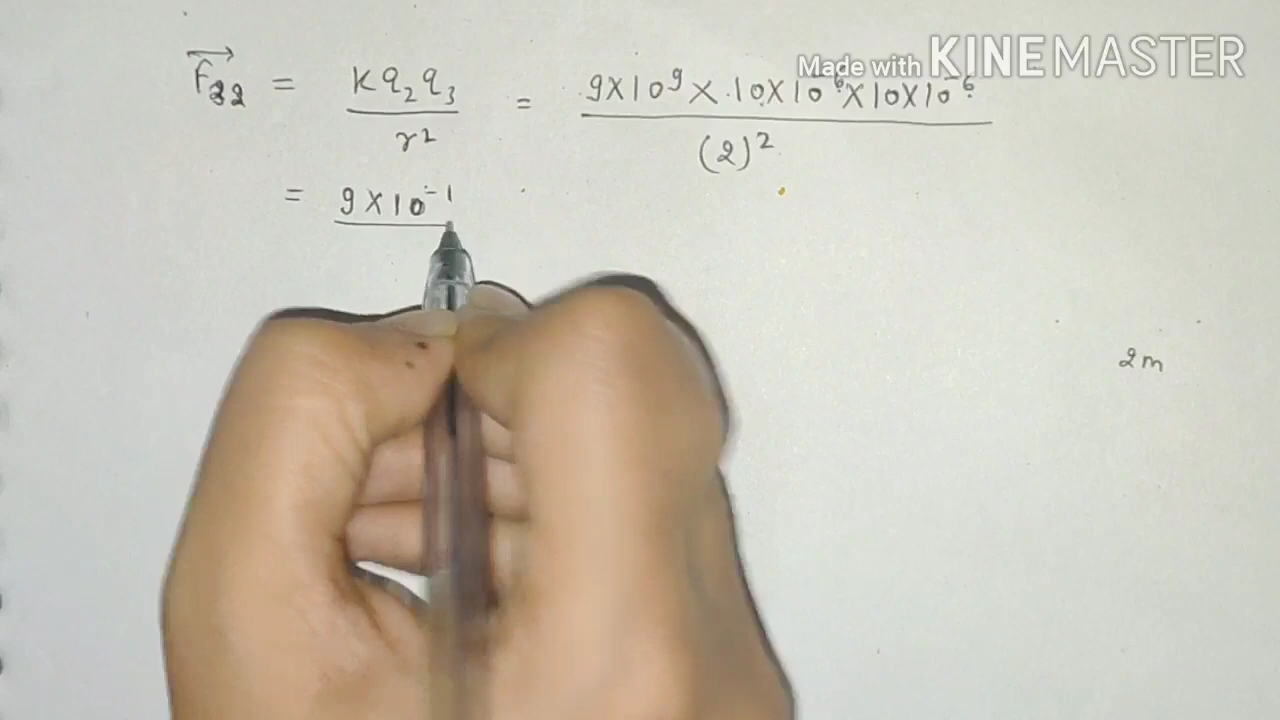 Made with KINEMASTER
F₃₂ = Kq₂q₃ / r² = 9×10⁹ × 10×10⁻⁶ × 10×10⁻⁶ / (2)²
= 9×10⁻¹
2m